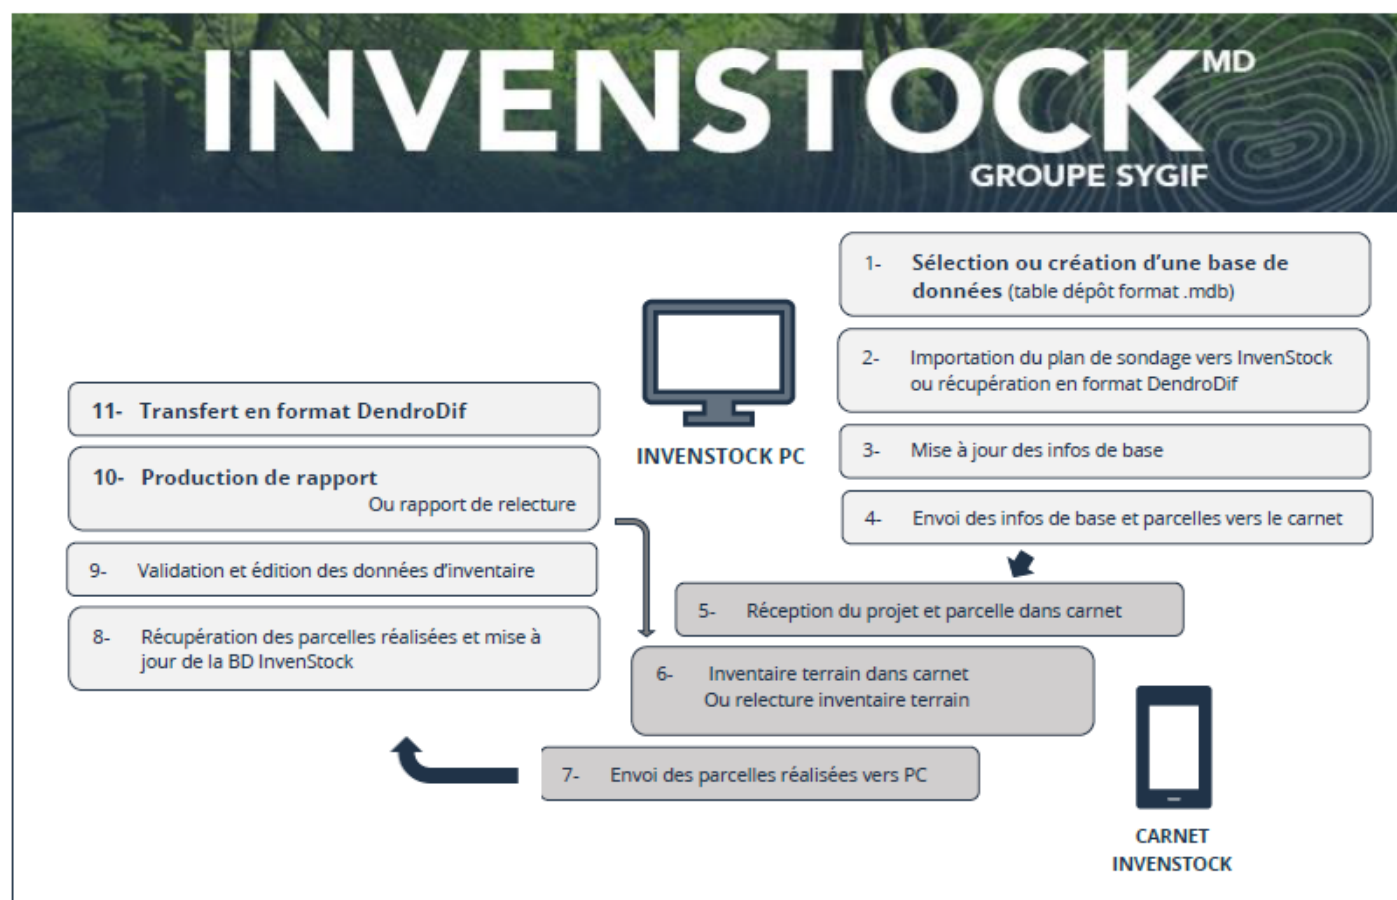 INVENSTOCK MD
GROUPE SYGIF
1- Sélection ou création d'une base de
données (table dépôt format .mdb)
2- Importation du plan de sondage vers InvenStock
ou récupération en format DendroDif
3- Mise à jour des infos de base
4- Envoi des infos de base et parcelles vers le carnet
INVENSTOCK PC
5- Réception du projet et parcelle dans carnet
6- Inventaire terrain dans carnet
Ou relecture inventaire terrain
7- Envoi des parcelles réalisées vers PC
CARNET
INVENSTOCK
11- Transfert en format DendroDif
10- Production de rapport
Ou rapport de relecture
9- Validation et édition des données d'inventaire
8- Récupération des parcelles réalisées et mise à
jour de la BD InvenStock